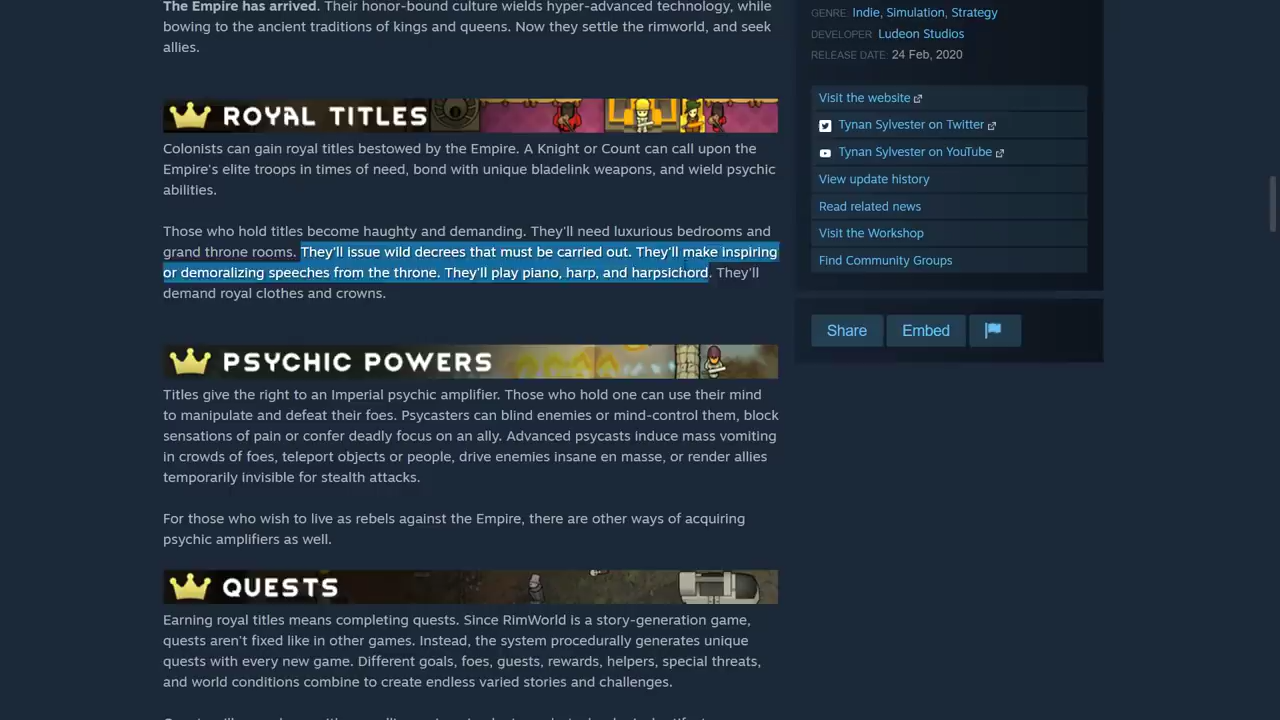 The Empire has arrived. Their honor-bound culture wields hyper-advanced technology, while
bowing to the ancient traditions of kings and queens. Now they settle the rimworld, and seek
allies.
ROYAL TITLES
Colonists can gain royal titles bestowed by the Empire. A Knight or Count can call upon the
Empire's elite troops in times of need, bond with unique bladelink weapons, and wield psychic
abilities.
Those who hold titles become haughty and demanding. They'll need luxurious bedrooms and
grand throne rooms. They'll issue wild decrees that must be carried out. They'll make inspiring
or demoralizing speeches from the throne. They'll play piano, harp, and harpsichord. They'll
demand royal clothes and crowns.
PSYCHIC POWERS
Titles give the right to an Imperial psychic amplifier. Those who hold one can use their mind
to manipulate and defeat their foes. Psycasters can blind enemies or mind-control them, block
sensations of pain or confer deadly focus on an ally. Advanced psycasts induce mass vomiting
in crowds of foes, teleport objects or people, drive enemies insane en masse, or render allies
temporarily invisible for stealth attacks.
For those who wish to live as rebels against the Empire, there are other ways of acquiring
psychic amplifiers as well.
QUESTS
Earning royal titles means completing quests. Since RimWorld is a story-generation game,
quests aren't fixed like in other games. Instead, the system procedurally generates unique
quests with every new game. Different goals, foes, guests, rewards, helpers, special threats,
and world conditions combine to create endless varied stories and challenges.
GENRE: Indie, Simulation, Strategy
DEVELOPER: Ludeon Studios
RELEASE DATE: 24 Feb, 2020
Visit the website
Tynan Sylvester on Twitter
Tynan Sylvester on YouTube
View update history
Read related news
Visit the Workshop
Find Community Groups
Share Embed